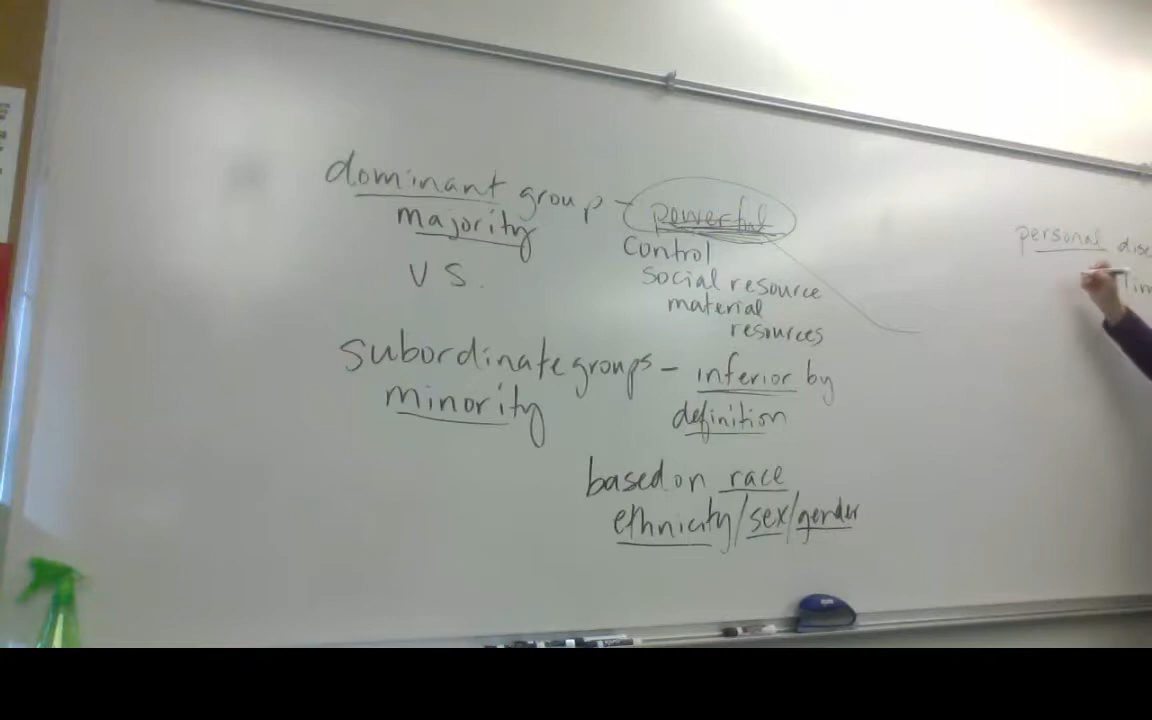 dominant group - powerful
majority
control
social resource
material
resources
vs.
subordinate groups - inferior by
minority
definition
based on race
ethnicity/sex/gender
personal